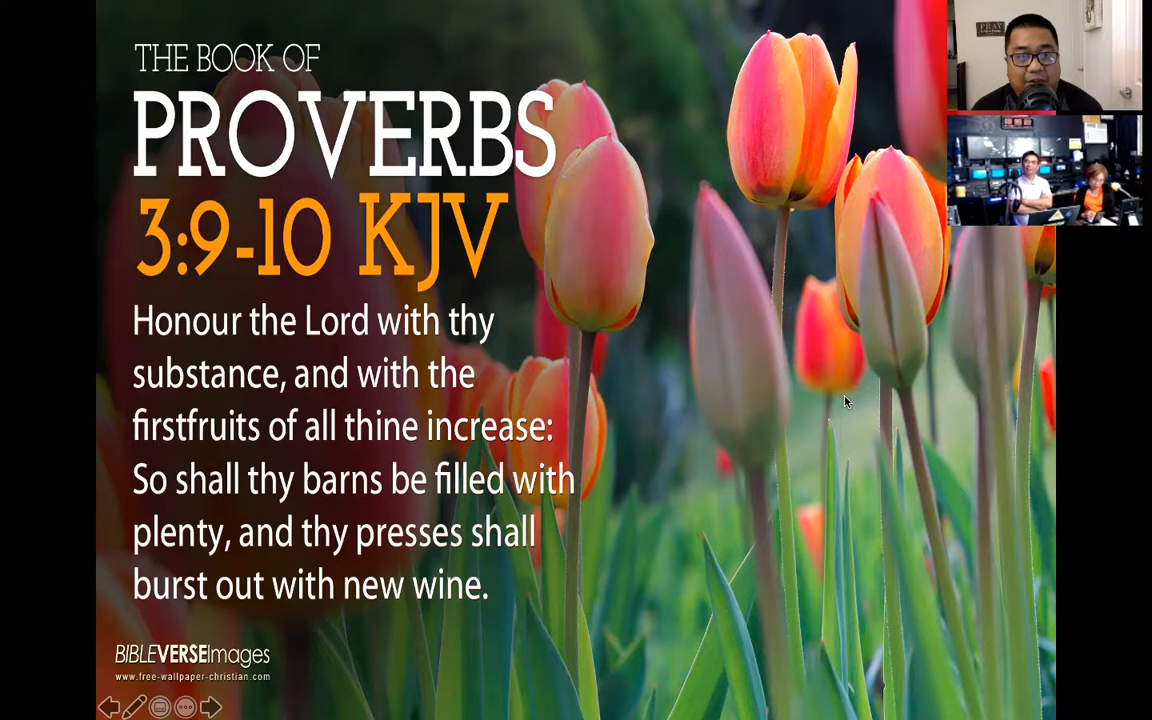 THE BOOK OF
PROVERBS
3:9-10 KJV
Honour the Lord with thy
substance, and with the
firstfruits of all thine increase:
So shall thy barns be filled with
plenty, and thy presses shall
burst out with new wine.
BIBLEVERSEImages
www.free-wallpaper-christian.com
PRAY